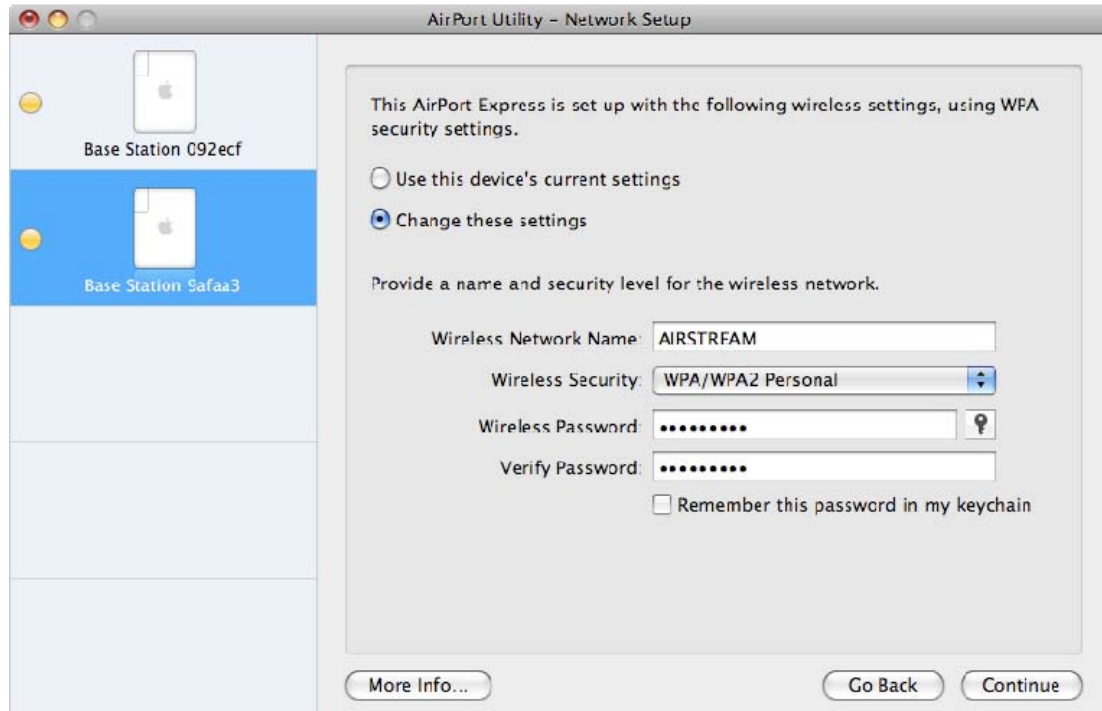 AirPort Utility – Network Setup
Base Station 092ecf
Base Station 9afaa3
This AirPort Express is set up with the following wireless settings, using WPA
security settings.
Use this device's current settings
Change these settings
Provide a name and security level for the wireless network.
Wireless Network Name: AIRSTREAM
Wireless Security: WPA/WPA2 Personal
Wireless Password: •••••••••
Verify Password: •••••••••
Remember this password in my keychain
More Info...
Go Back
Continue